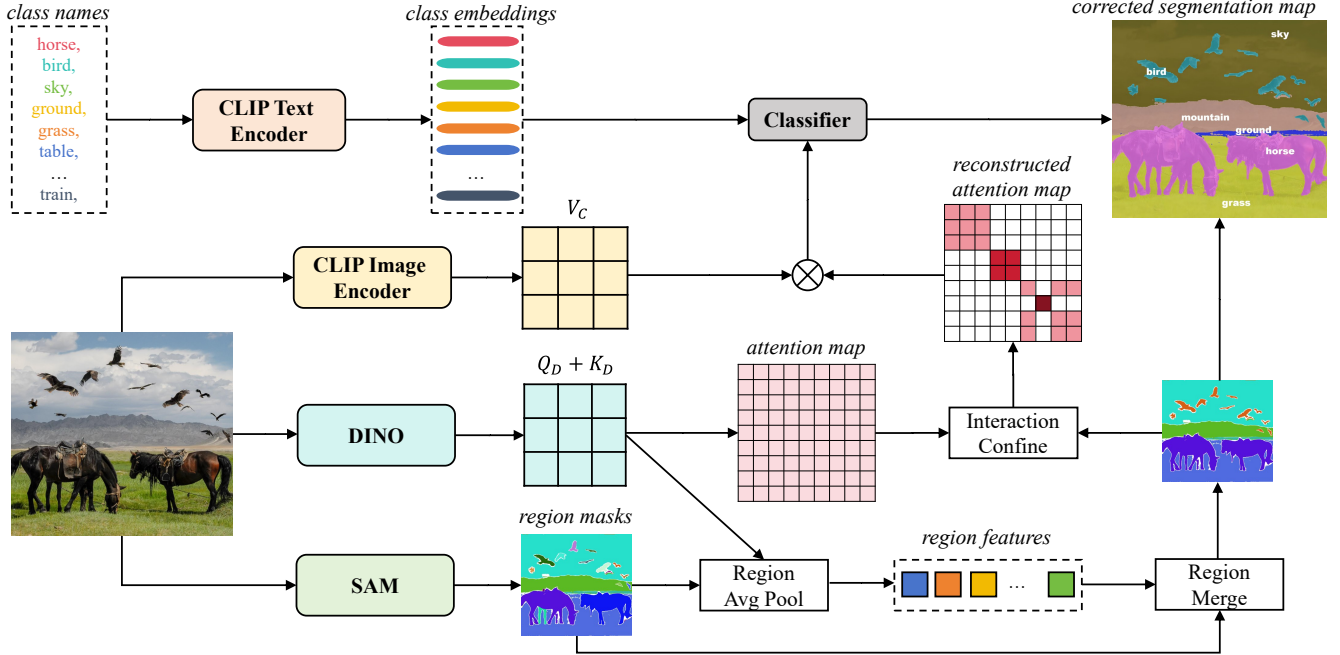 class names
class embeddings
corrected segmentation map
horse,
bird,
sky,
ground,
grass,
table,
…
train,
CLIP Text
Encoder
…
Classifier
sky
bird
mountain
ground
horse
grass
reconstructed
attention map
V_C
CLIP Image
Encoder
Q_D + K_D
attention map
DINO
Interaction
Confine
region masks
region features
SAM
Region
Avg Pool
…
Region
Merge